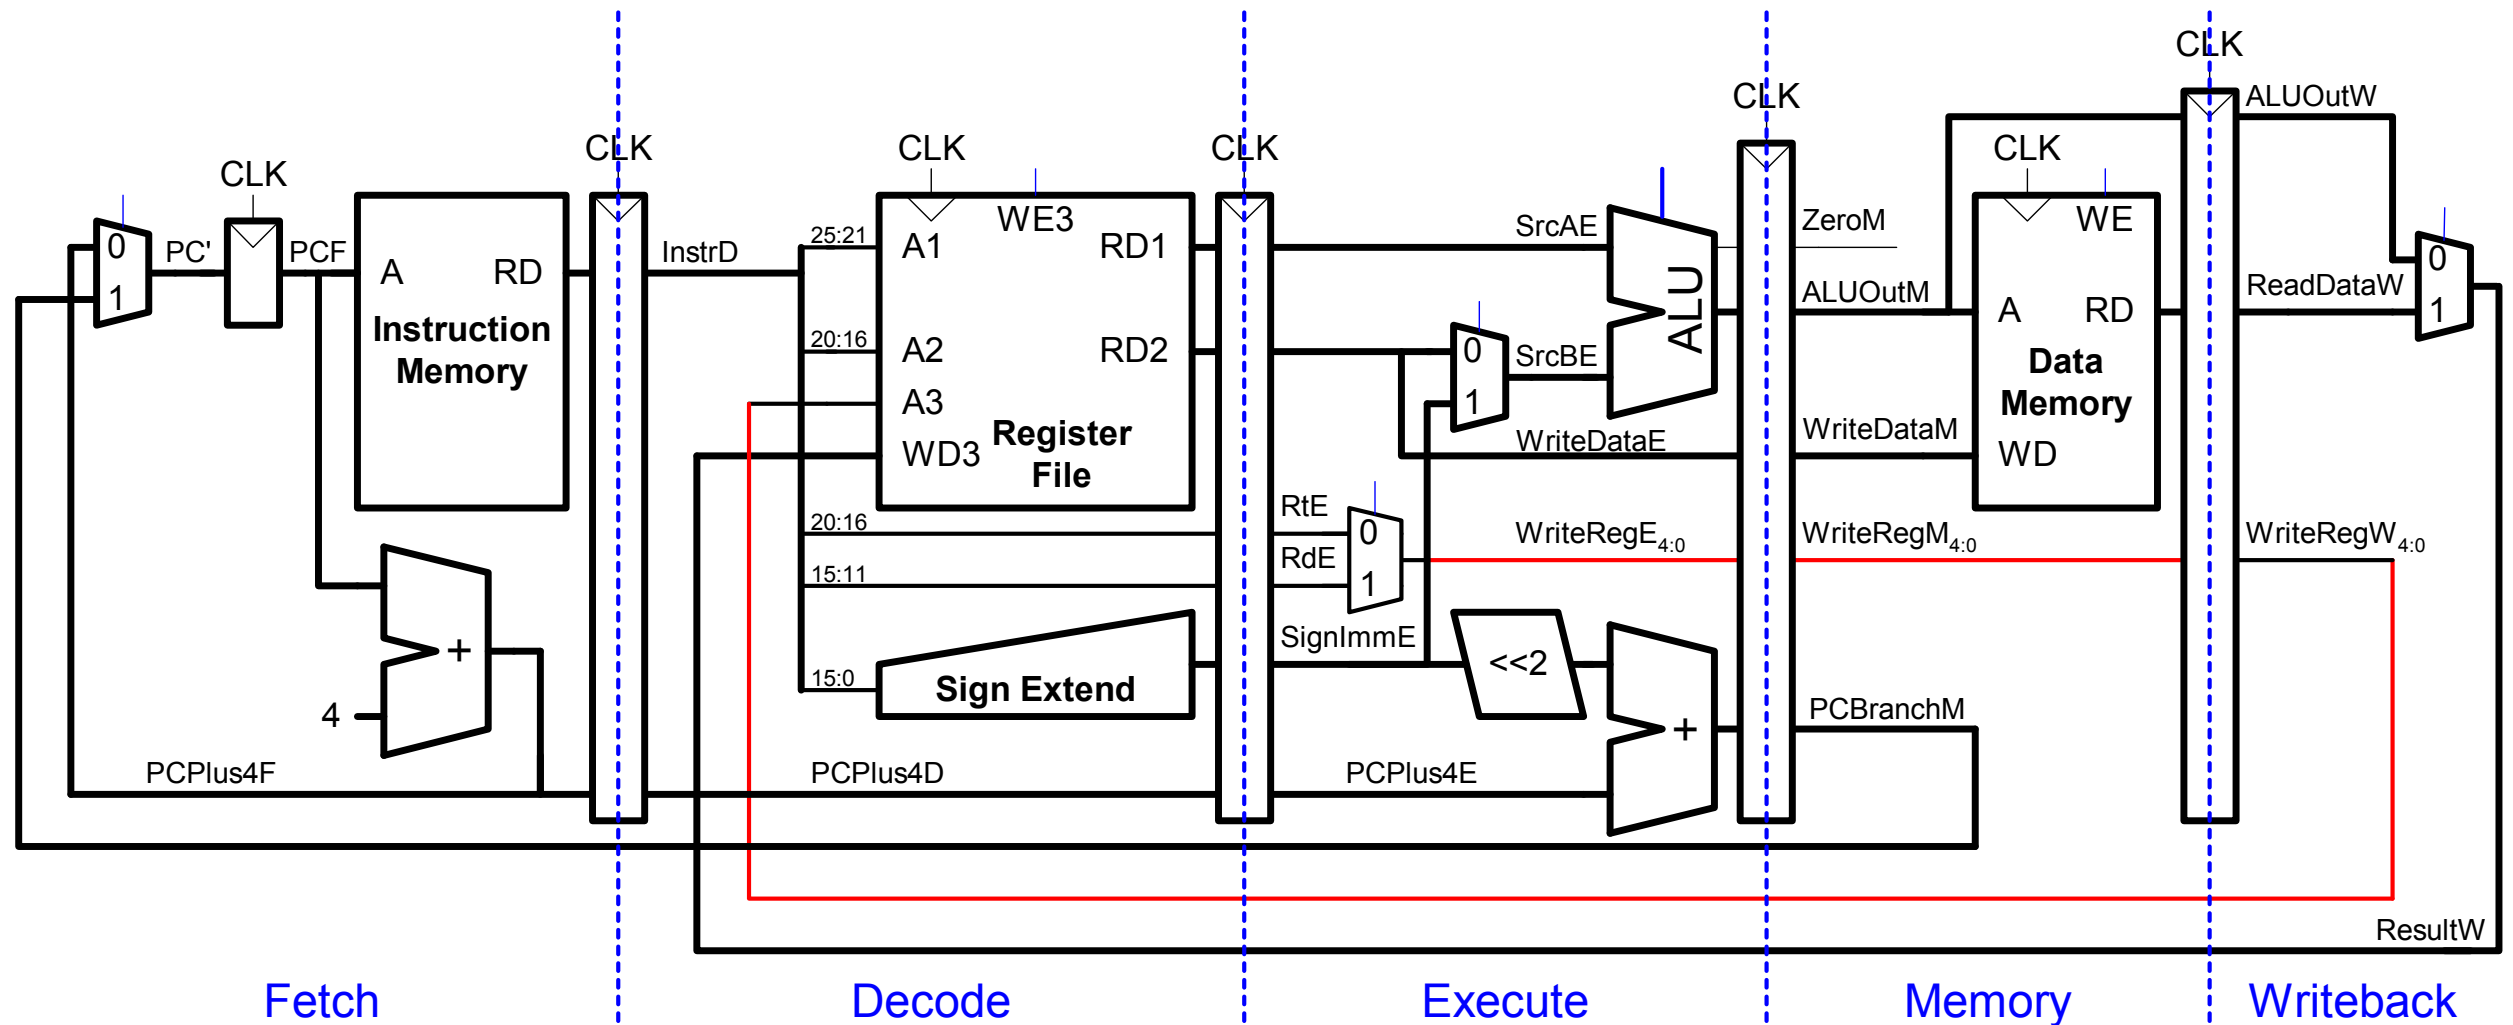 CLK
CLK
CLK
CLK
CLK
CLK
CLK
CLK
ALUOutW
0
1
PC'
PCF
A
RD
Instruction
Memory
InstrD
25:21
20:16
A1
A2
A3
WD3
WE3
RD1
RD2
Register
File
SrcAE
0
1
SrcBE
ALU
ZeroM
ALUOutM
WriteDataE
WriteDataM
A
RD
WE
Data
Memory
WD
ReadDataW
0
1
20:16
15:11
15:0
RtE
RdE
0
1
WriteRegE4:0
WriteRegM4:0
WriteRegW4:0
Sign Extend
SignImmE
<<2
+
4
+
PCBranchM
PCPlus4F
PCPlus4D
PCPlus4E
ResultW
Fetch
Decode
Execute
Memory
Writeback